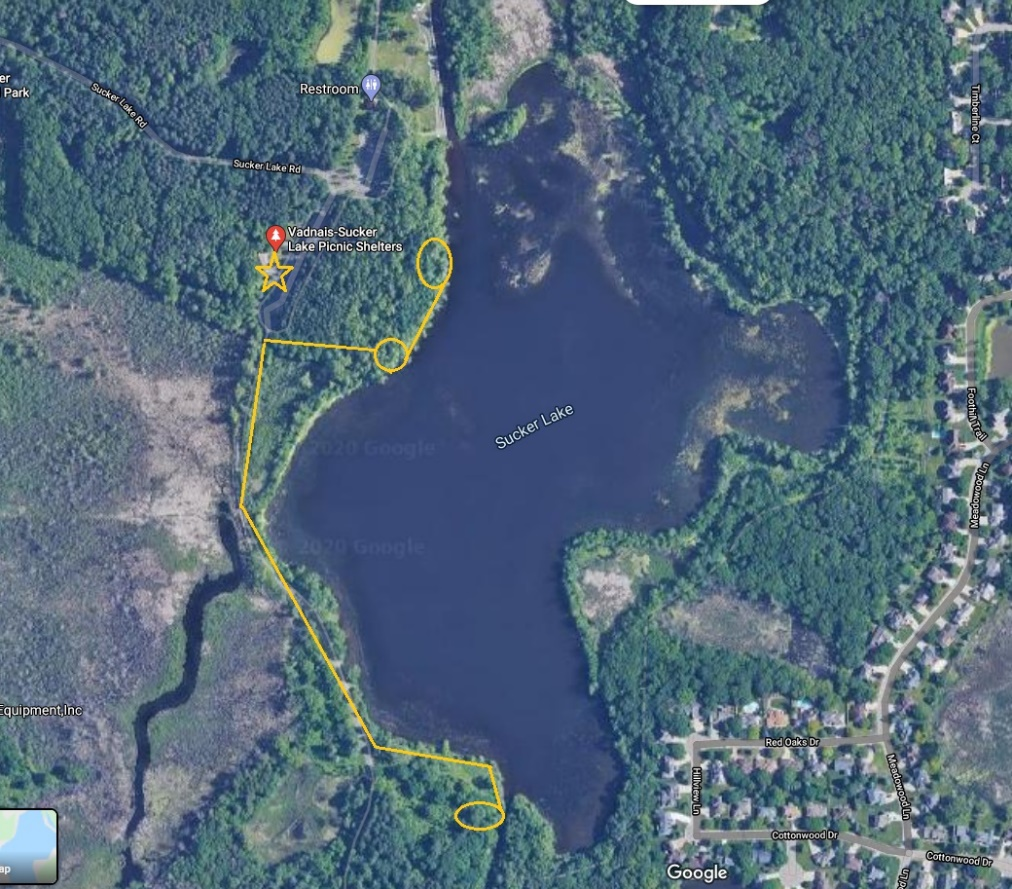 er
Park
Sucker Lake Rd
Restroom
Sucker Lake Rd
Vadnais-Sucker
Lake Picnic Shelters
Timberline Ct
Sucker Lake
2020 Google
2020 Google
Foothill Trail
Meadowood Ln
Equipment,Inc
Red Oaks Dr
Hillview Ln
Meadowood Ln
Cottonwood Dr
Cottonwood Dr
ap
Google